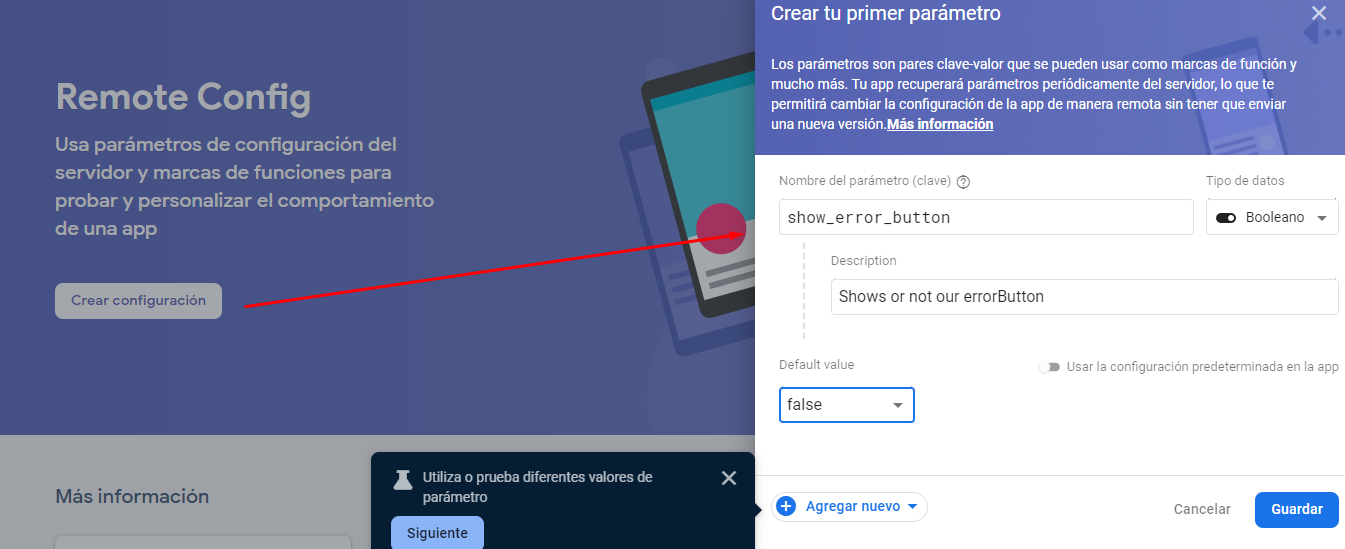 Remote Config
Usa parámetros de configuración del
servidor y marcas de funciones para
probar y personalizar el comportamiento
de una app
Crear configuración
Más información
Utiliza o prueba diferentes valores de
parámetro
Siguiente
Crear tu primer parámetro
Los parámetros son pares clave-valor que se pueden usar como marcas de función y
mucho más. Tu app recuperará parámetros periódicamente del servidor, lo que te
permitirá cambiar la configuración de la app de manera remota sin tener que enviar
una nueva versión.Más información
Nombre del parámetro (clave)
Tipo de datos
show_error_button
Booleano
Description
Shows or not our errorButton
Default value
Usar la configuración predeterminada en la app
false
Agregar nuevo
Cancelar
Guardar